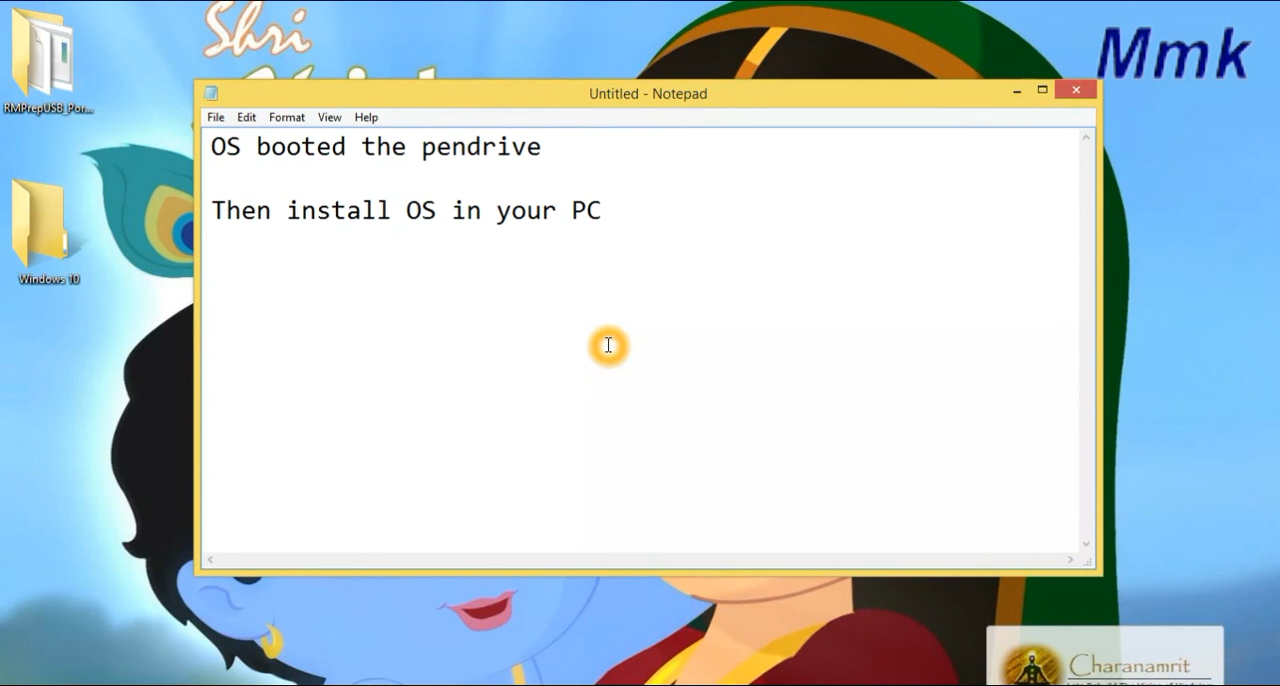 Shri
Mmk
RMPrepUSB_Por...
Windows 10
Untitled - Notepad
File Edit Format View Help
OS booted the pendrive
Then install OS in your PC
Charanamrit